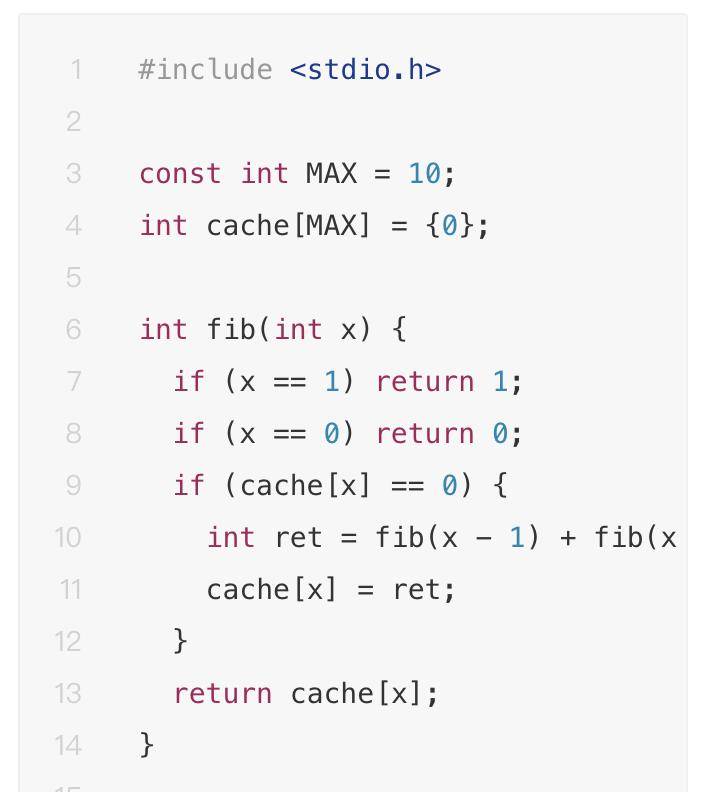 1 #include <stdio.h>
2
3 const int MAX = 10;
4 int cache[MAX] = {0};
5
6 int fib(int x) {
7 if (x == 1) return 1;
8 if (x == 0) return 0;
9 if (cache[x] == 0) {
10 int ret = fib(x - 1) + fib(x
11 cache[x] = ret;
12 }
13 return cache[x];
14 }